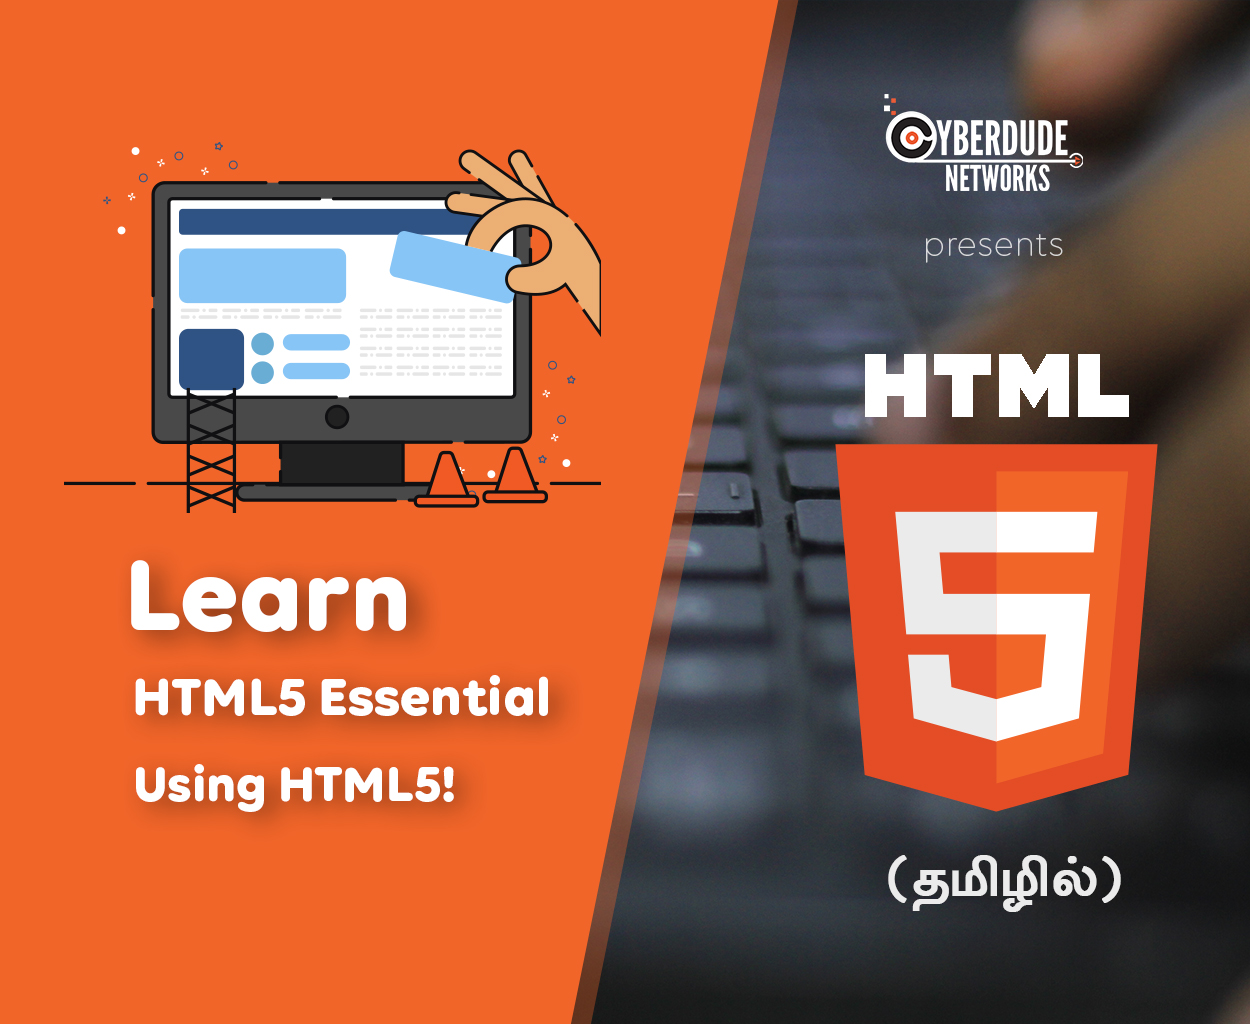 Learn
HTML5 Essential
Using HTML5!
CYBERDUDE
NETWORKS
presents
HTML
5
(தமிழில்)